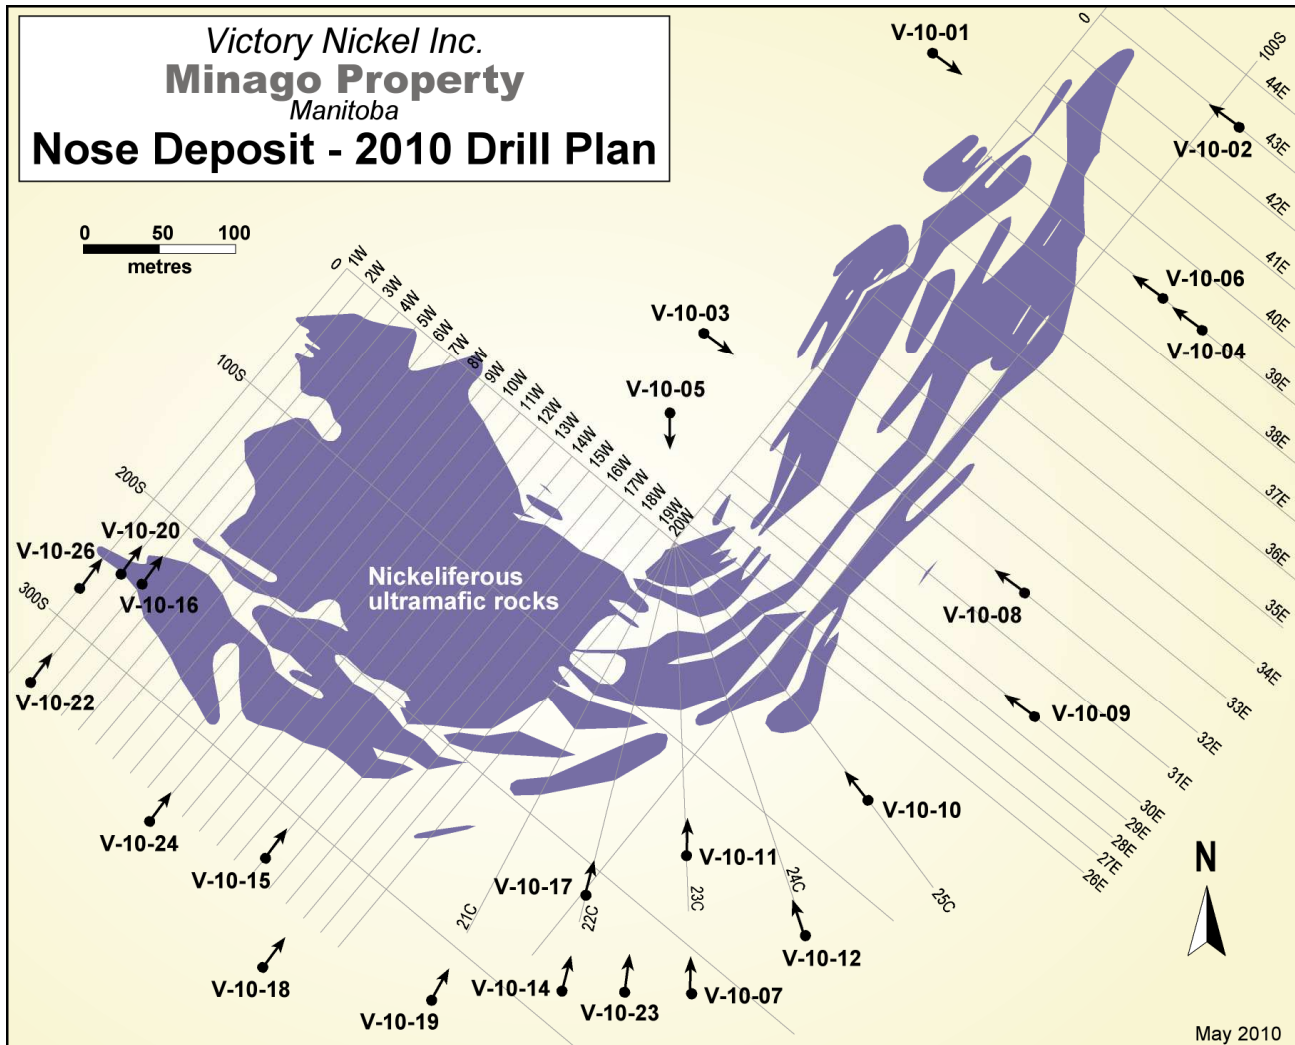 Victory Nickel Inc.
Minago Property
Manitoba
Nose Deposit - 2010 Drill Plan
0 50 100
metres
V-10-01
0
100S
44E
43E
V-10-02
42E
41E
V-10-06
40E
V-10-04
39E
38E
37E
36E
35E
34E
33E
32E
31E
30E
29E
28E
27E
26E
0
1W
2W
3W
4W
5W
6W
7W
8W
9W
10W
11W
12W
13W
14W
15W
16W
17W
18W
19W
20W
V-10-03
V-10-05
100S
200S
300S
V-10-20
V-10-26
V-10-16
Nickeliferous
ultramafic rocks
V-10-08
V-10-22
V-10-09
V-10-10
V-10-24
V-10-15
V-10-11
V-10-17
21C
22C
23C
24C
25C
N
V-10-12
V-10-18
V-10-19
V-10-14
V-10-23
V-10-07
May 2010